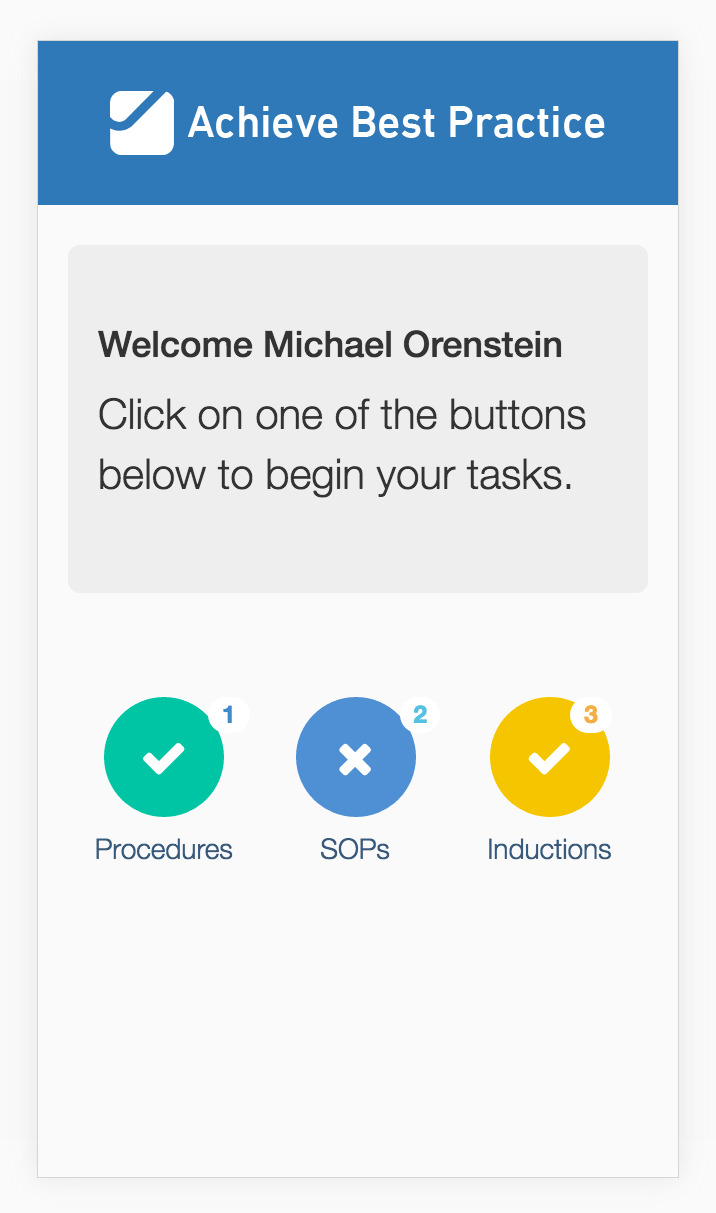 Achieve Best Practice
Welcome Michael Orenstein
Click on one of the buttons
below to begin your tasks.
1 2 3
Procedures SOPs Inductions